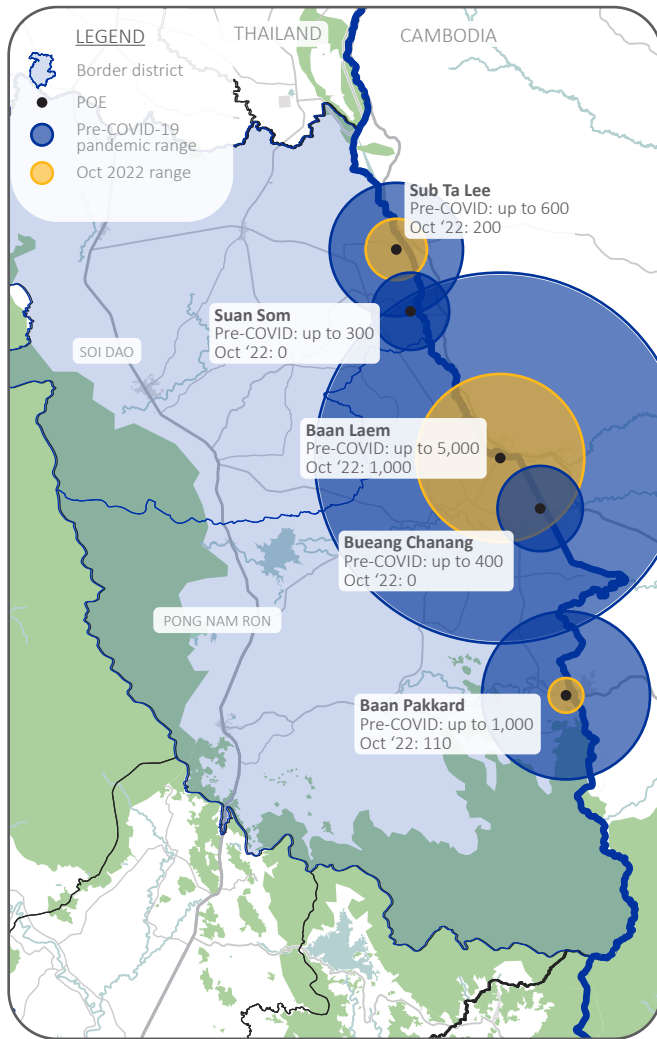 LEGEND
THAILAND
CAMBODIA
Border district
POE
Pre-COVID-19
pandemic range
Oct 2022 range
Sub Ta Lee
Pre-COVID: up to 600
Oct ‘22: 200
Suan Som
Pre-COVID: up to 300
Oct ‘22: 0
SOI DAO
Baan Laem
Pre-COVID: up to 5,000
Oct ‘22: 1,000
Bueang Chanang
Pre-COVID: up to 400
Oct ‘22: 0
PONG NAM RON
Baan Pakkard
Pre-COVID: up to 1,000
Oct ‘22: 110